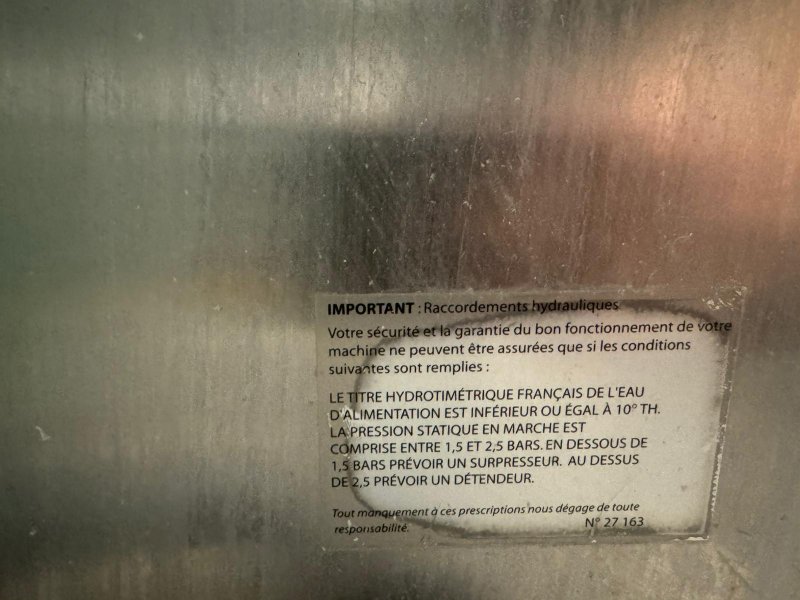 IMPORTANT : Raccordements hydrauliques
Votre sécurité et la garantie du bon fonctionnement de votre
machine ne peuvent être assurées que si les conditions
suivantes sont remplies :
LE TITRE HYDROTIMÉTRIQUE FRANÇAIS DE L'EAU
D'ALIMENTATION EST INFÉRIEUR OU ÉGAL À 10° TH.
LA PRESSION STATIQUE EN MARCHE EST
COMPRISE ENTRE 1,5 ET 2,5 BARS. EN DESSOUS DE
1,5 BARS PRÉVOIR UN SURPRESSEUR. AU DESSUS
DE 2,5 PRÉVOIR UN DÉTENDEUR.
Tout manquement à ces prescriptions nous dégage de toute
responsabilité.
N° 27 163